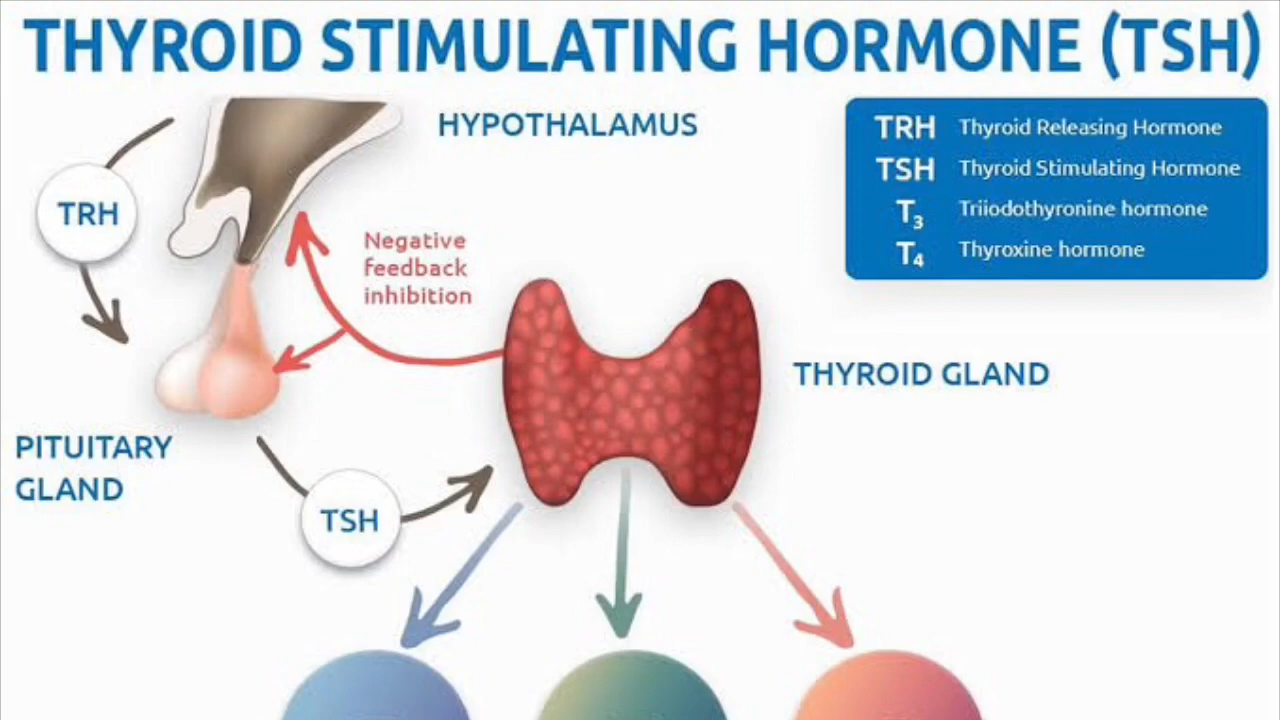 THYROID STIMULATING HORMONE (TSH)
HYPOTHALAMUS
TRH Thyroid Releasing Hormone
TSH Thyroid Stimulating Hormone
T3 Triiodothyronine hormone
T4 Thyroxine hormone
TRH
Negative
feedback
inhibition
THYROID GLAND
PITUITARY
GLAND
TSH